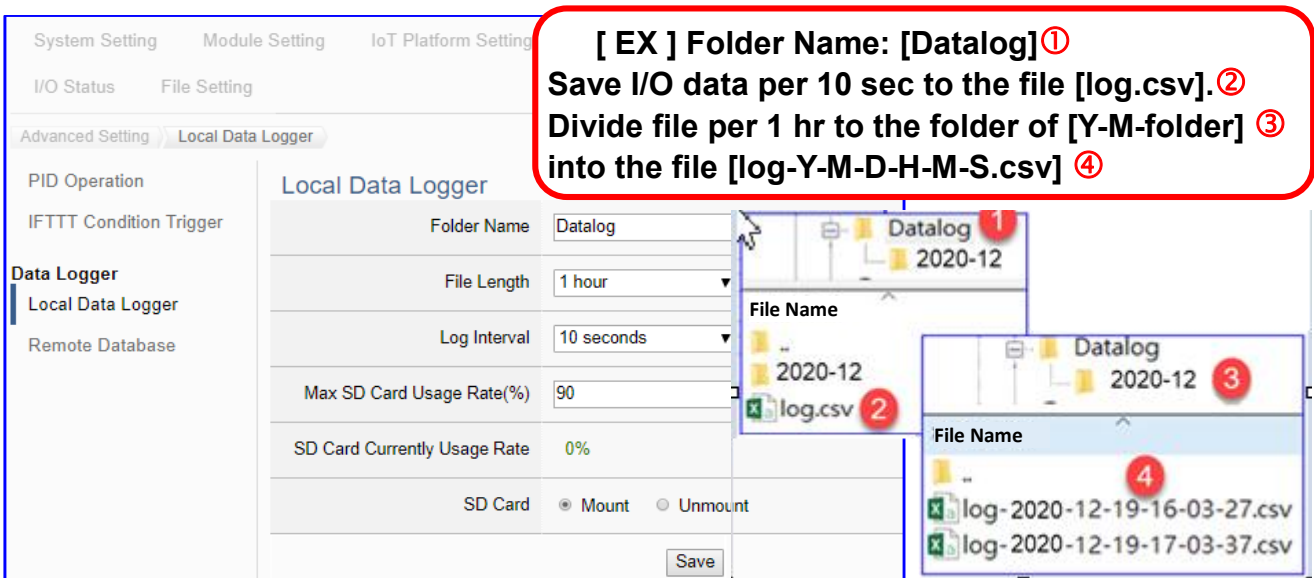 System Setting Module Setting IoT Platform Setting
I/O Status File Setting
Advanced Setting Local Data Logger
PID Operation
IFTTT Condition Trigger
Data Logger
Local Data Logger
Remote Database
[ EX ] Folder Name: [Datalog]①
Save I/O data per 10 sec to the file [log.csv].②
Divide file per 1 hr to the folder of [Y-M-folder] ③
into the file [log-Y-M-D-H-M-S.csv] ④
Local Data Logger
Folder Name Datalog
File Length 1 hour
Log Interval 10 seconds
Max SD Card Usage Rate(%) 90
SD Card Currently Usage Rate 0%
SD Card Mount Unmount
Save
Datalog 1
2020-12
File Name
..
2020-12
log.csv 2
Datalog
2020-12 3
File Name
..
4
log-2020-12-19-16-03-27.csv
log-2020-12-19-17-03-37.csv